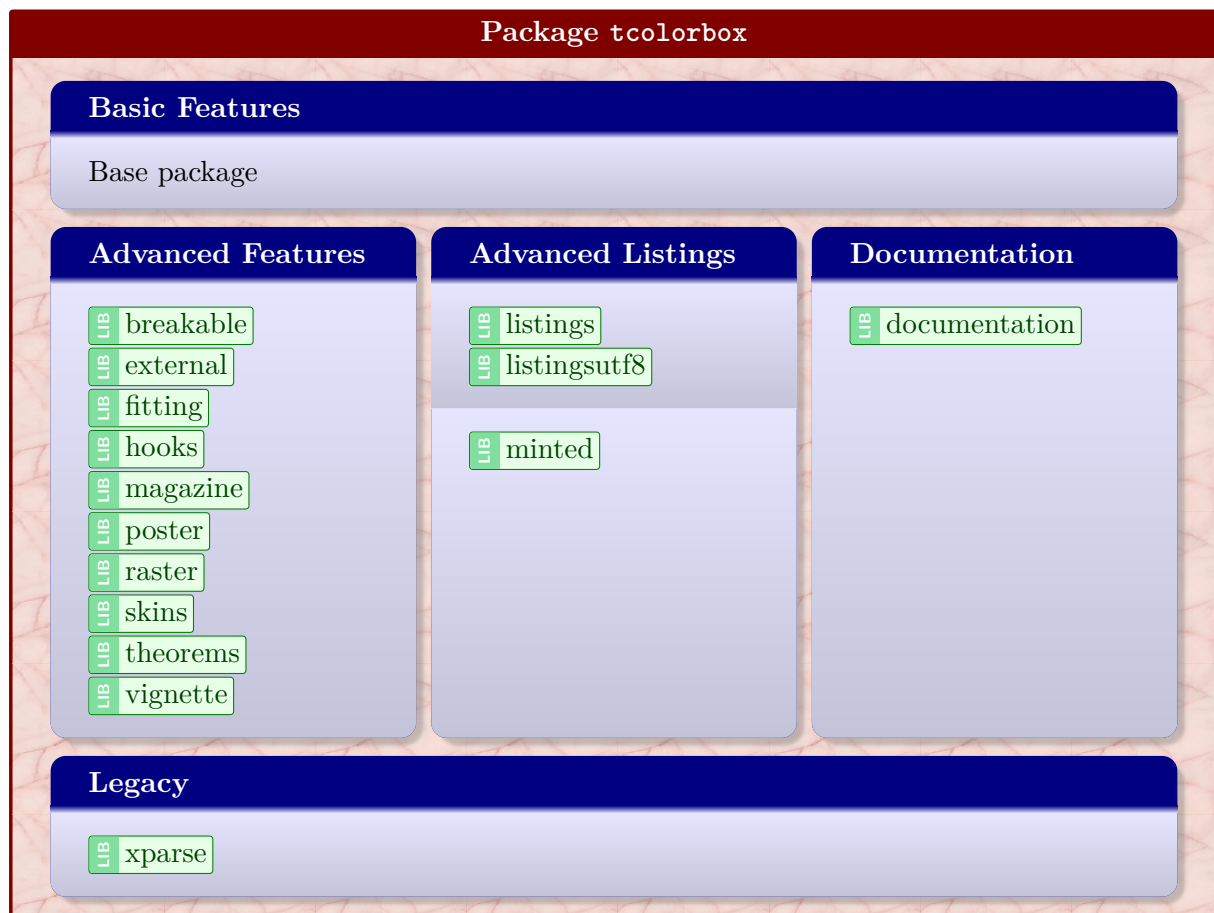 Package tcolorbox
Basic Features
Base package
Advanced Features
LIB breakable
LIB external
LIB fitting
LIB hooks
LIB magazine
LIB poster
LIB raster
LIB skins
LIB theorems
LIB vignette
Advanced Listings
LIB listings
LIB listingsutf8
LIB minted
Documentation
LIB documentation
Legacy
LIB xparse